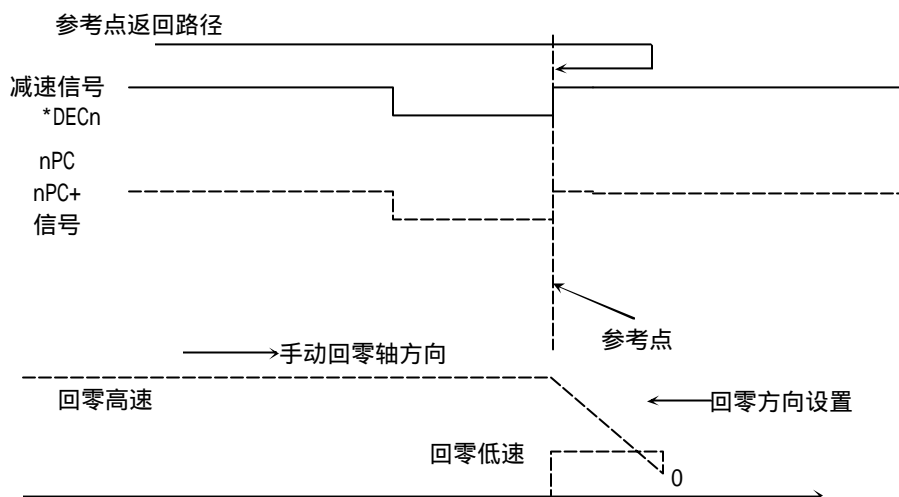 参考点返回路径
减速信号
*DECn
nPC
nPC+
信号
参考点
手动回零轴方向
回零高速
回零方向设置
回零低速
0